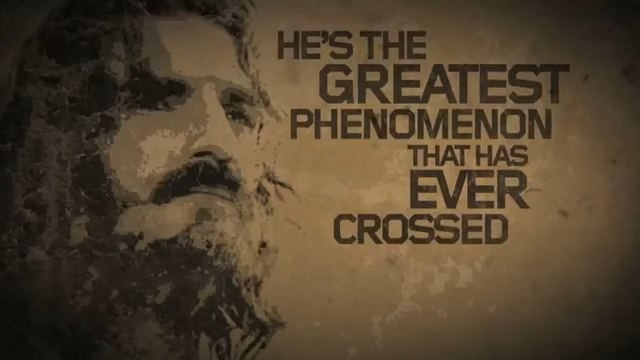 HE'S THE
GREATEST
PHENOMENON
THAT HAS
EVER
CROSSED